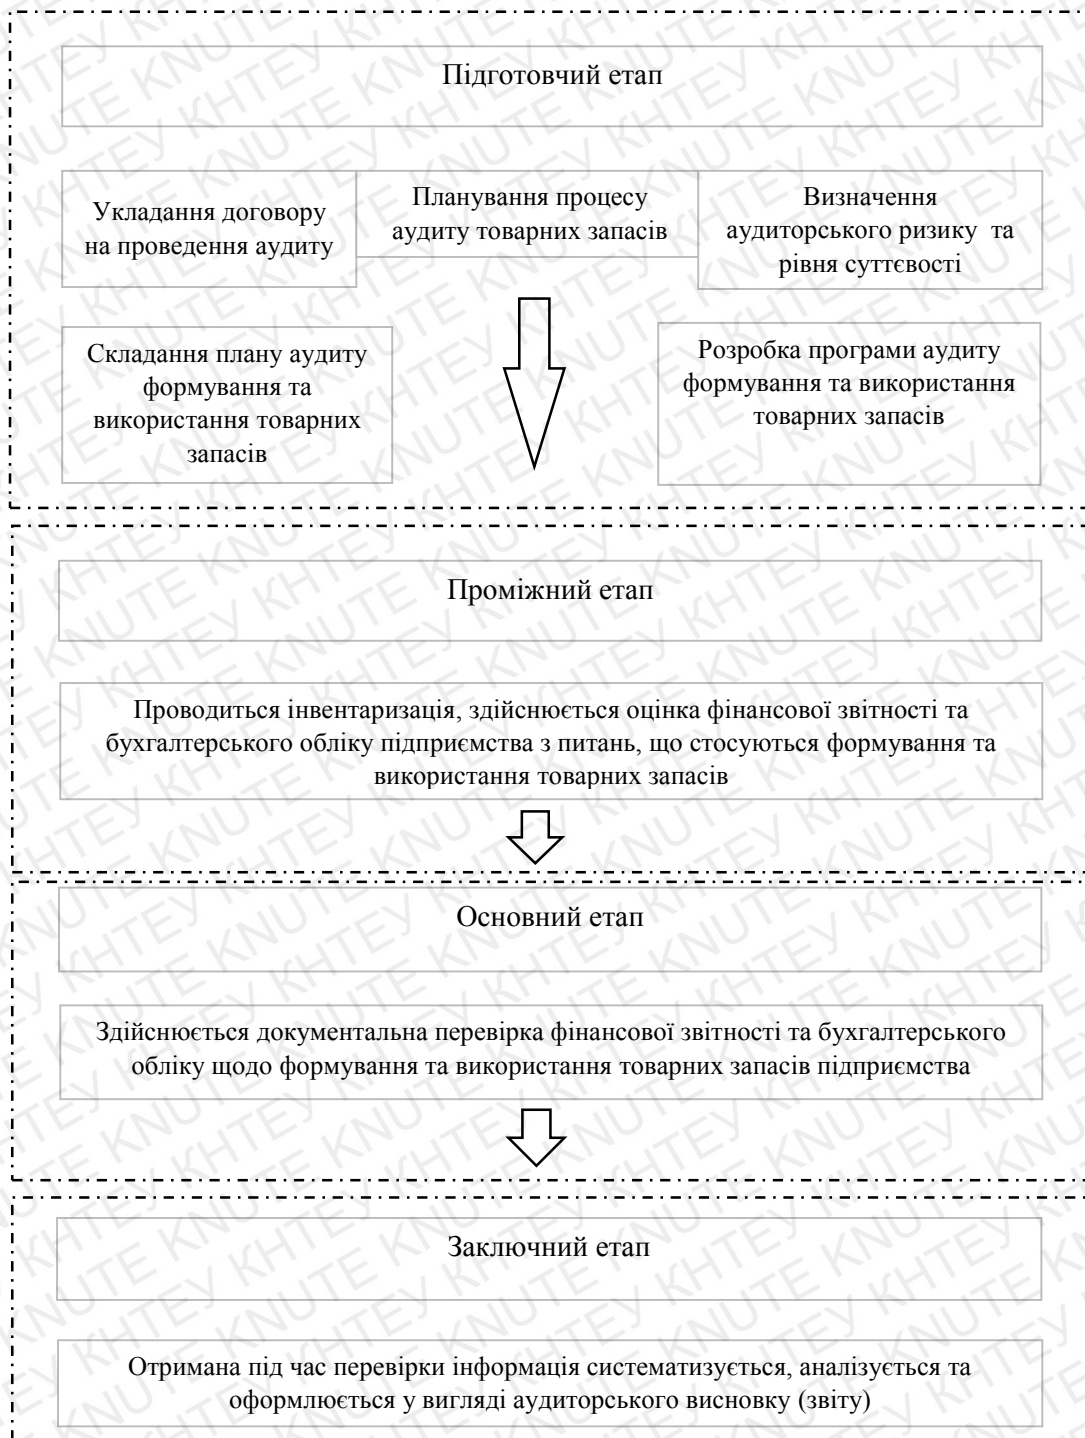 Підготовчий етап
Укладання договору
на проведення аудиту
Планування процесу
аудиту товарних запасів
Визначення
аудиторського ризику та
рівня суттєвості
Складання плану аудиту
формування та
використання товарних
запасів
Розробка програми аудиту
формування та використання
товарних запасів
Проміжний етап
Проводиться інвентаризація, здійснюється оцінка фінансової звітності та
бухгалтерського обліку підприємства з питань, що стосуються формування та
використання товарних запасів
Основний етап
Здійснюється документальна перевірка фінансової звітності та бухгалтерського
обліку щодо формування та використання товарних запасів підприємства
Заключний етап
Отримана під час перевірки інформація систематизується, аналізується та
оформлюється у вигляді аудиторського висновку (звіту)